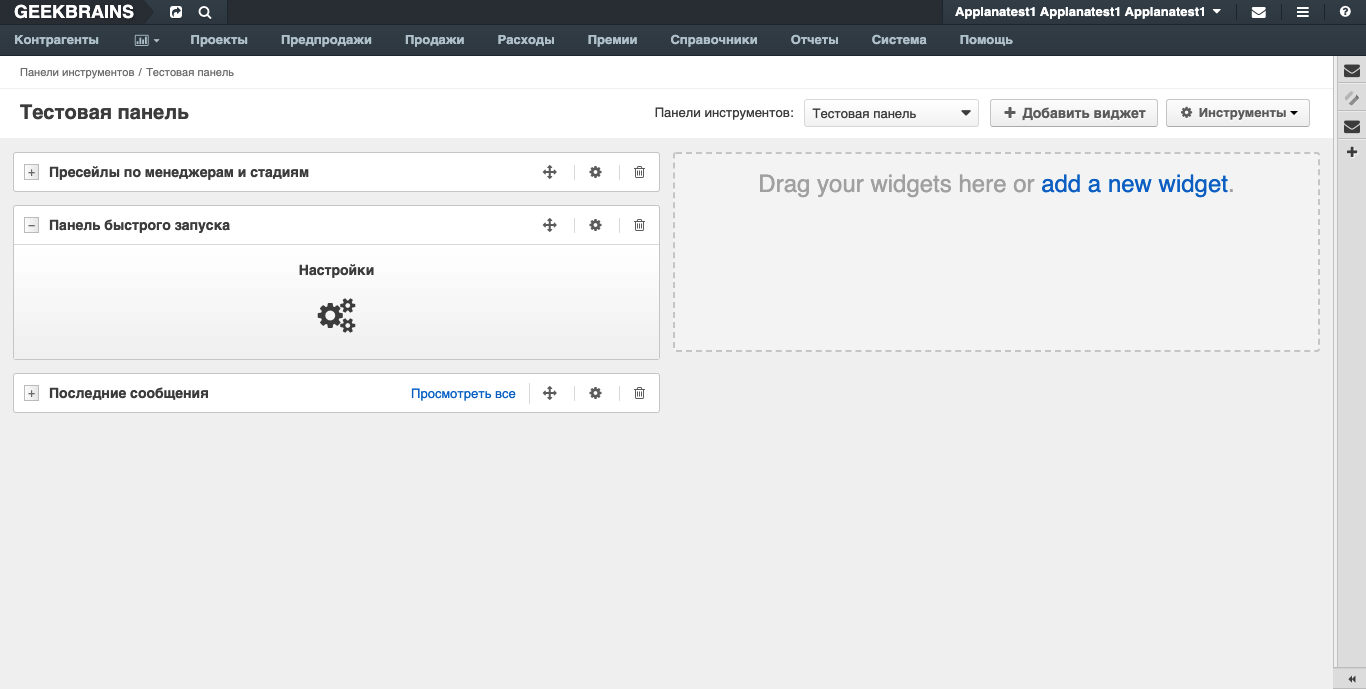 GEEKBRAINS
Applanatest1 Applanatest1 Applanatest1
Контрагенты Проекты Предпродажи Продажи Расходы Премии Справочники Отчеты Система Помощь
Панели инструментов / Тестовая панель
Тестовая панель
Панели инструментов: Тестовая панель + Добавить виджет Инструменты
Пресейлы по менеджерам и стадиям
Drag your widgets here or add a new widget.
Панель быстрого запуска
Настройки
Последние сообщения Просмотреть все